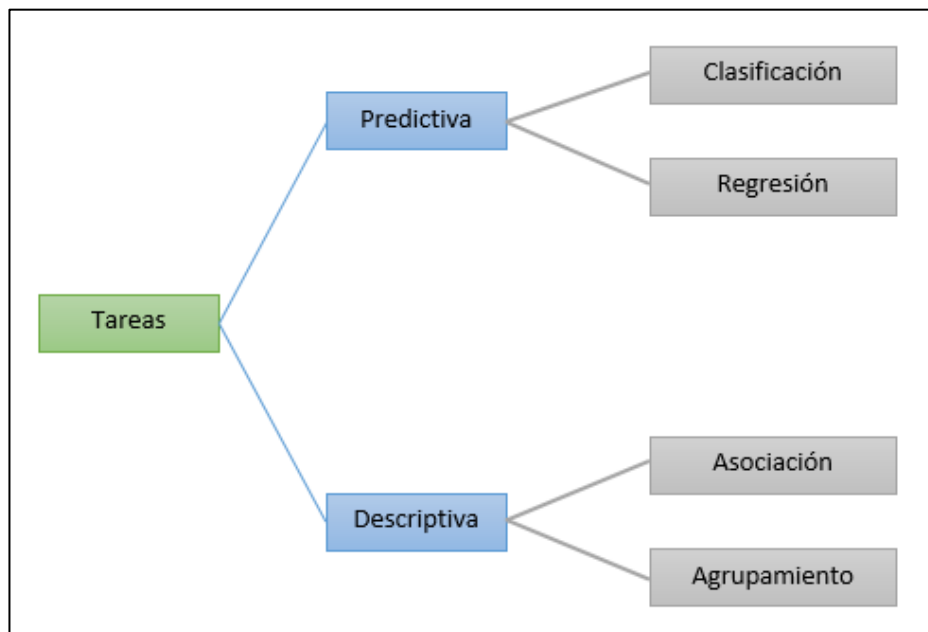 Tareas
Predictiva
Clasificación
Regresión
Descriptiva
Asociación
Agrupamiento